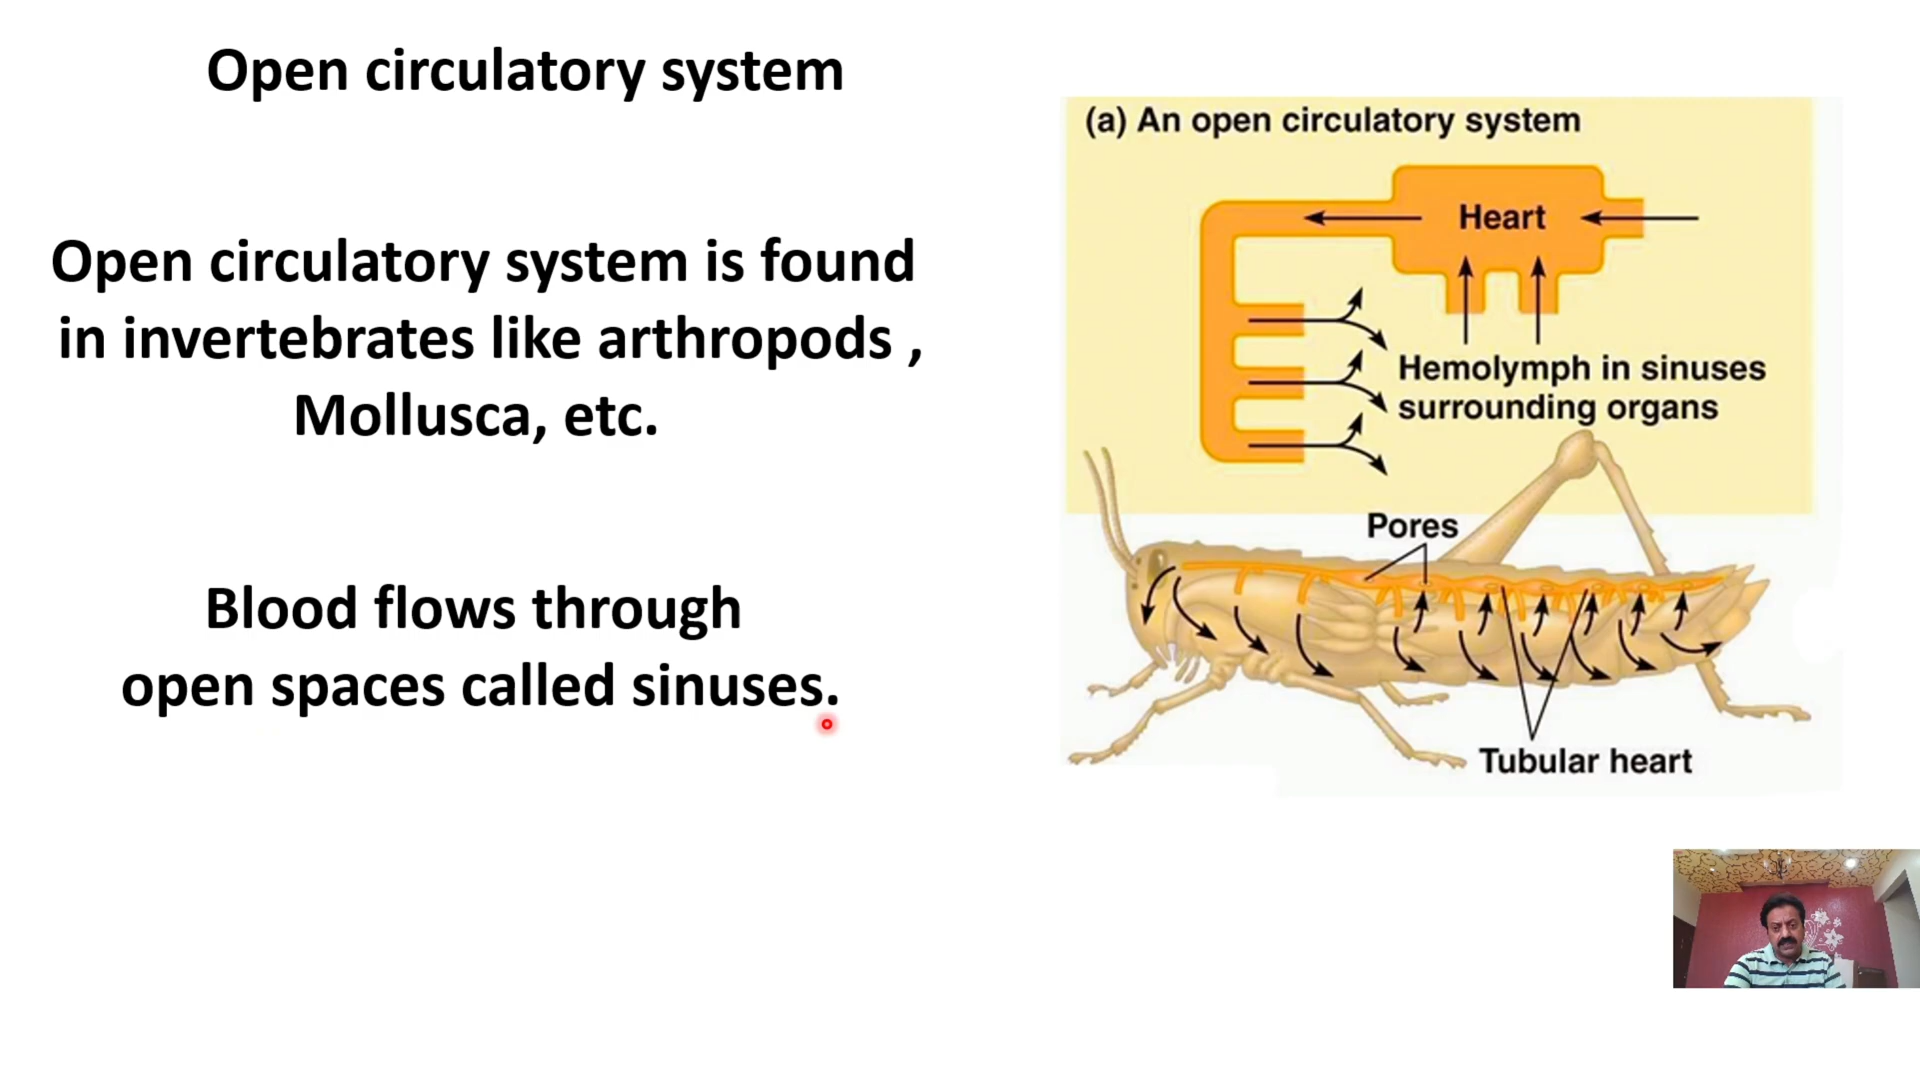 Open circulatory system
Open circulatory system is found
in invertebrates like arthropods ,
Mollusca, etc.
Blood flows through
open spaces called sinuses.
(a) An open circulatory system
Heart
Hemolymph in sinuses
surrounding organs
Pores
Tubular heart